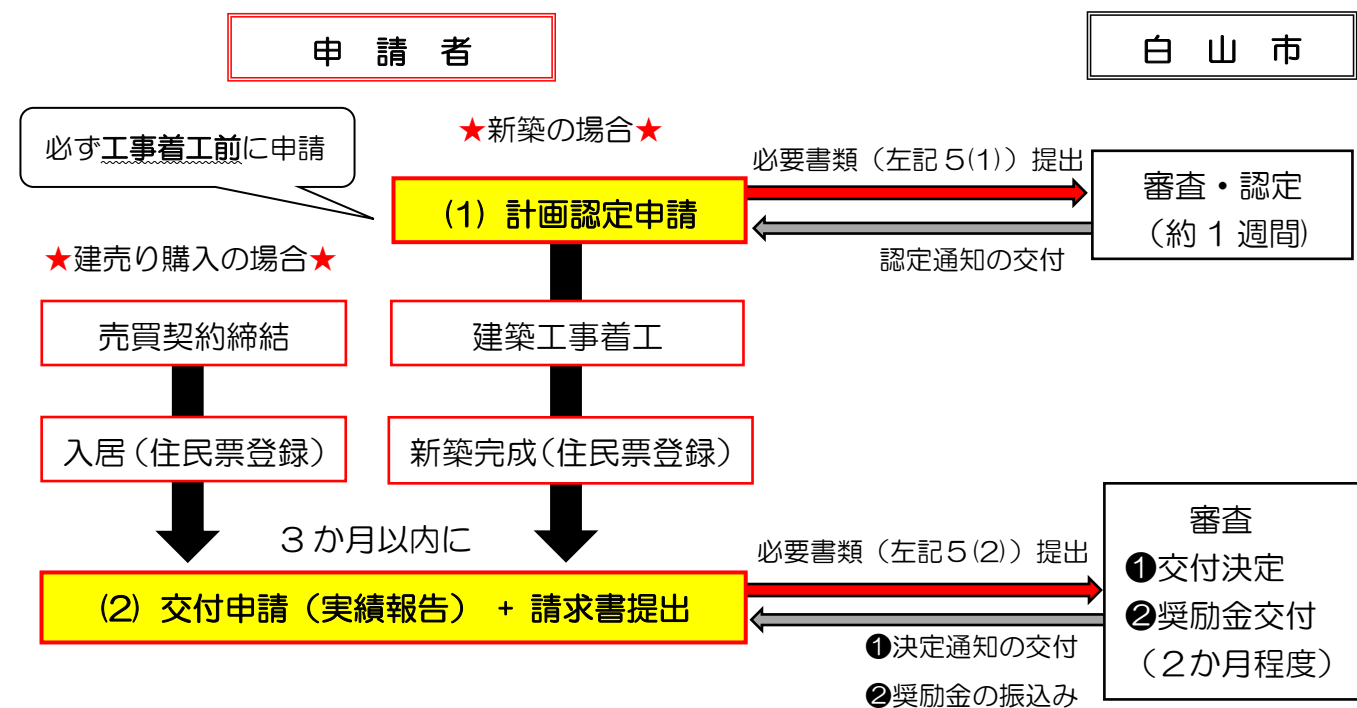 申 請 者
白 山 市
必ず工事着工前に申請
★新築の場合★
必要書類（左記 5(1)）提出
(1) 計画認定申請
審査・認定
（約 1 週間)
認定通知の交付
★建売り購入の場合★
売買契約締結
建築工事着工
入居（住民票登録）
新築完成（住民票登録）
３か月以内に
必要書類（左記５(2)）提出
(2) 交付申請（実績報告） + 請求書提出
審査
❶交付決定
❷奨励金交付
（２か月程度）
❶決定通知の交付
❷奨励金の振込み